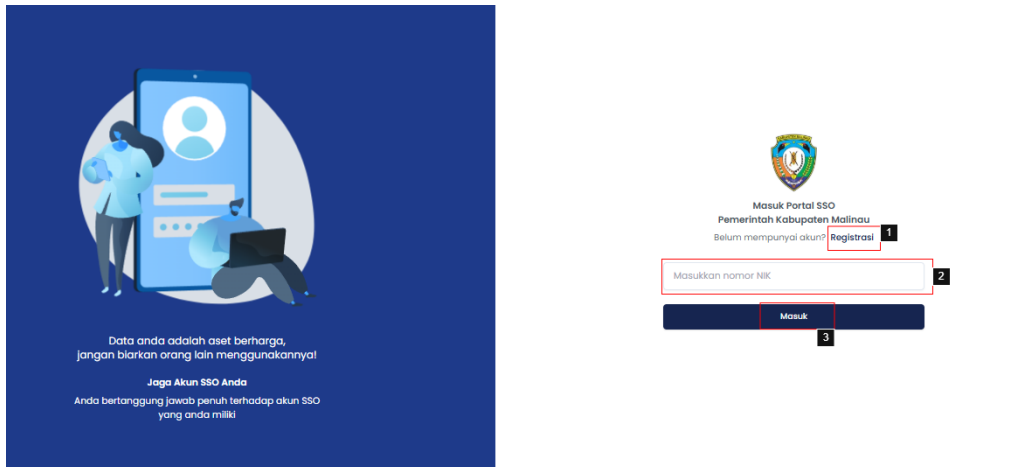 Data anda adalah aset berharga,
jangan biarkan orang lain menggunakannya!
Jaga Akun SSO Anda
Anda bertanggung jawab penuh terhadap akun SSO
yang anda miliki
Masuk Portal SSO
Pemerintah Kabupaten Malinau
Belum mempunyai akun? Registrasi
1
Masukkan nomor NIK
2
Masuk
3